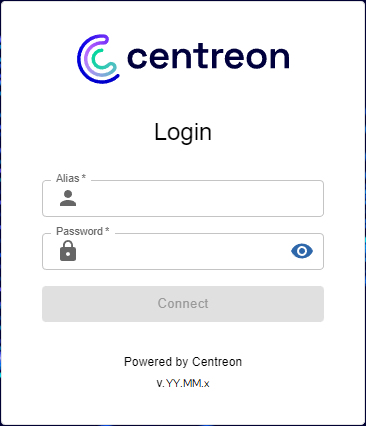 centreon
Login
Alias *
Password *
Connect
Powered by Centreon
v.YY.MM.x